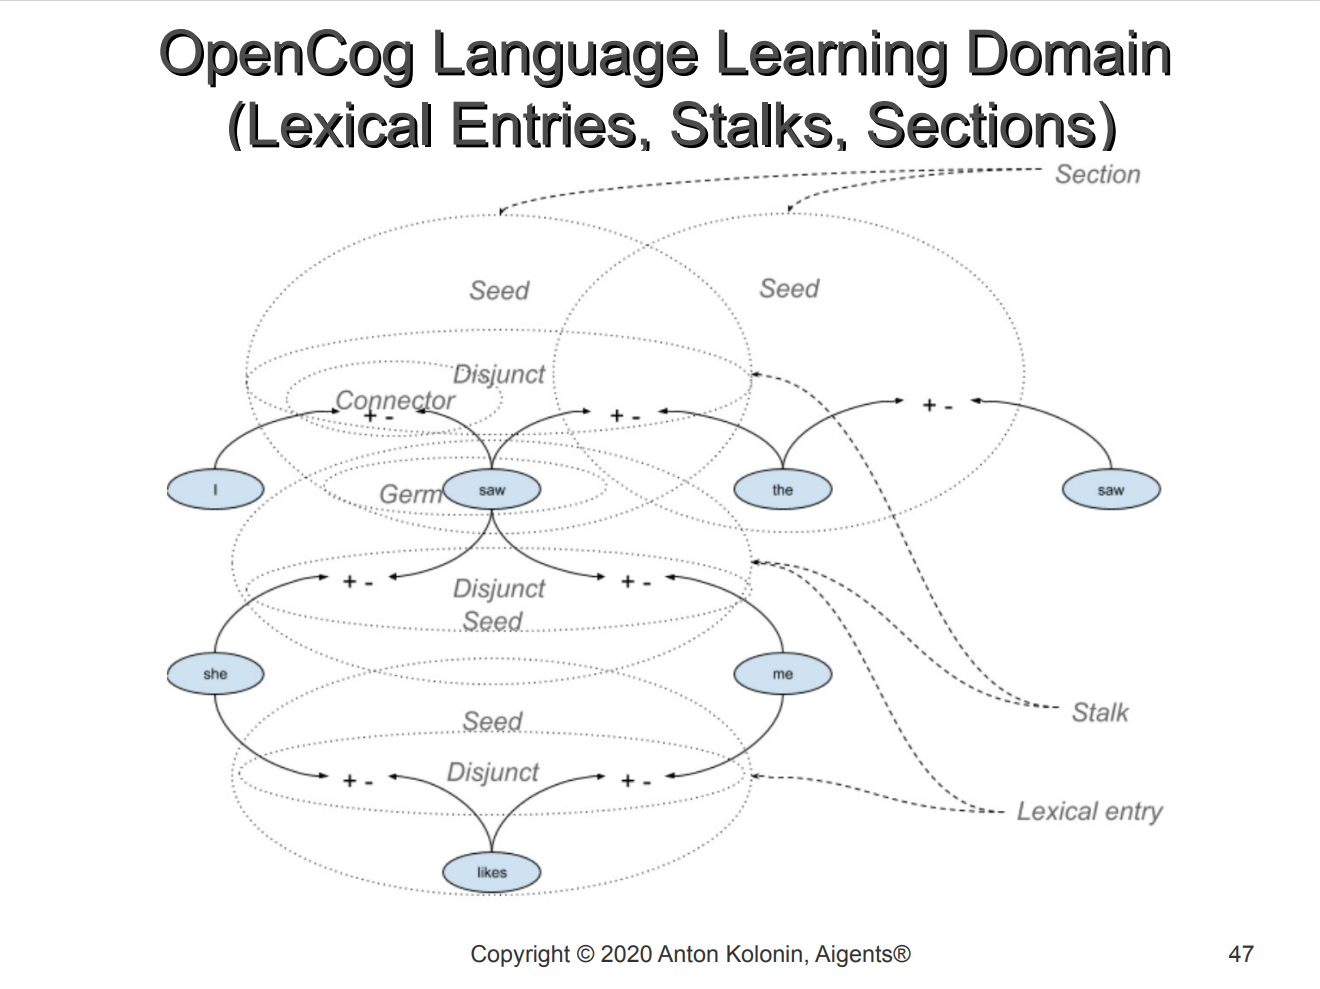 OpenCog Language Learning Domain
(Lexical Entries, Stalks, Sections)
Section
Seed
Seed
Disjunct
Connector
+ -
+ -
+ -
I
Germ
saw
the
saw
+ -
Disjunct
+ -
Seed
she
me
Stalk
Seed
+ -
Disjunct
+ -
Lexical entry
likes
Copyright © 2020 Anton Kolonin, Aigents®
47